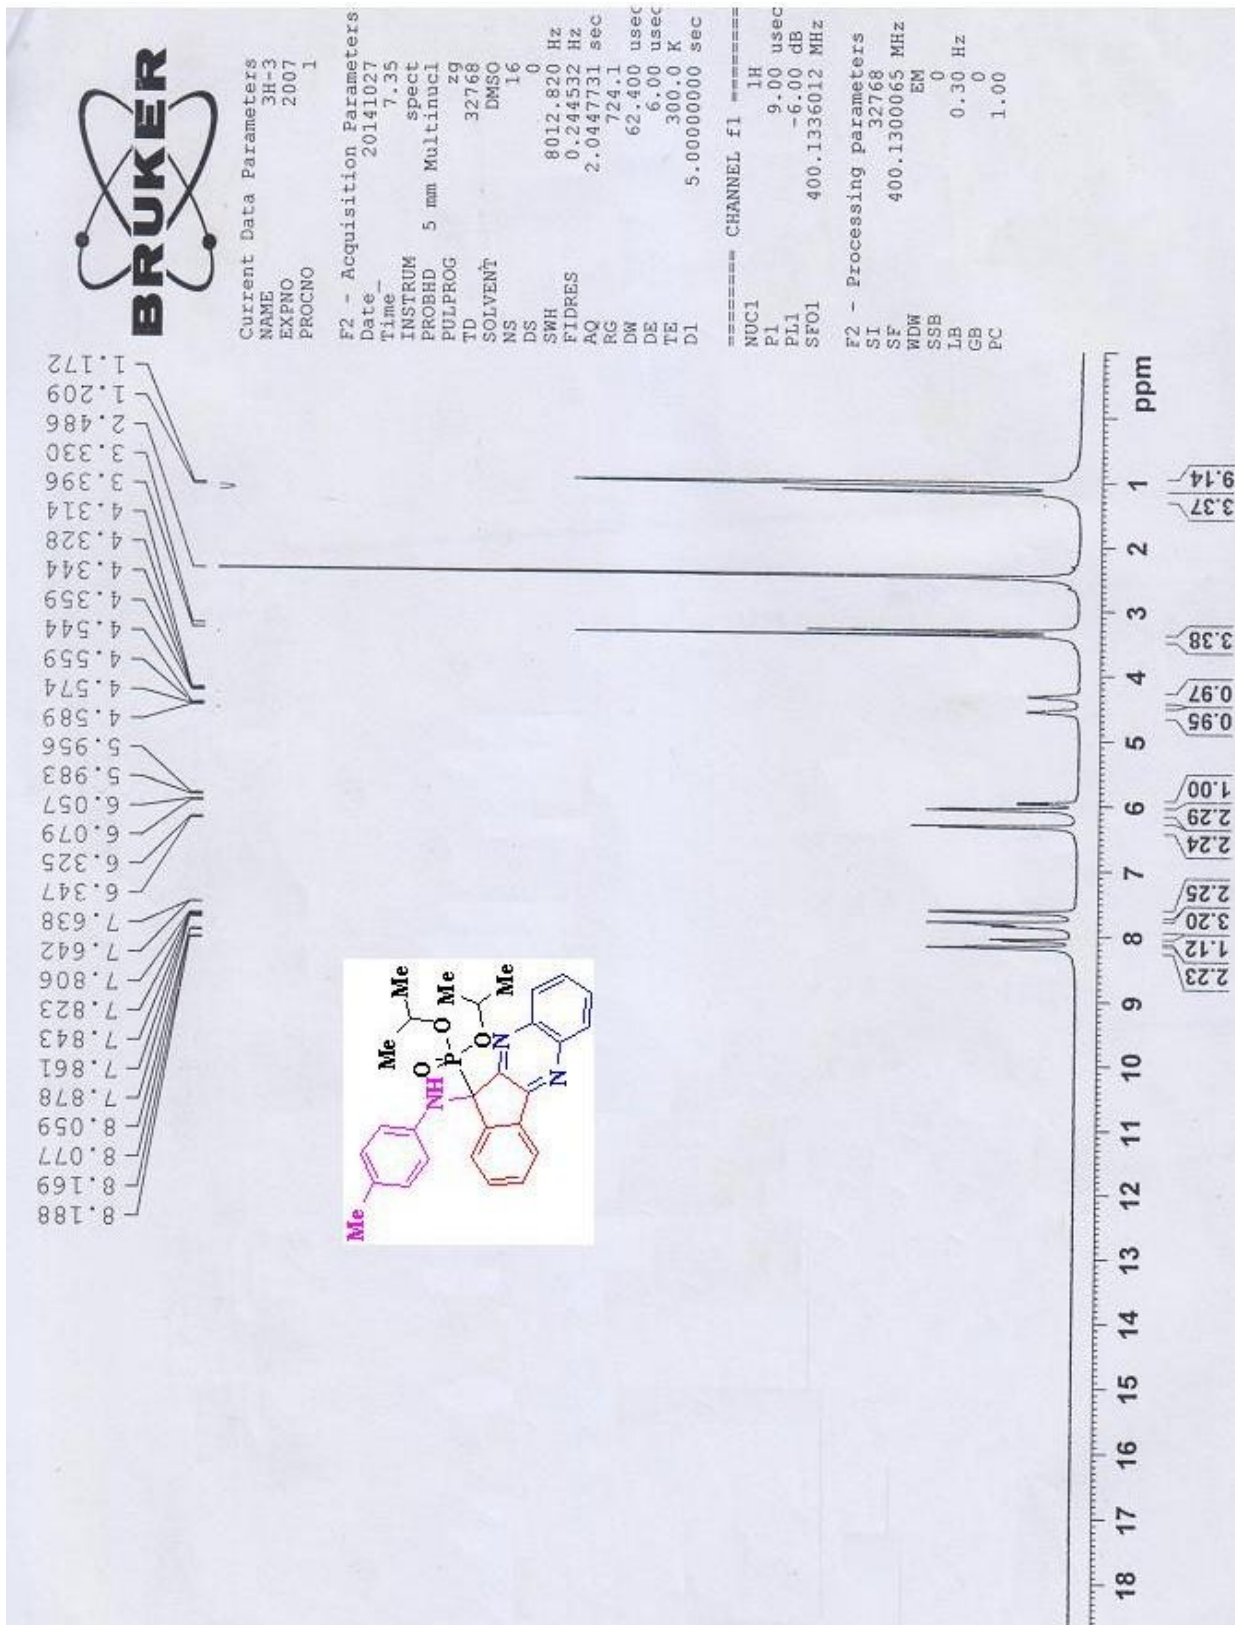 BRUKER
Current Data Parameters
NAME 3H-3
EXPNO 2007
PROCNO 1
F2 - Acquisition Parameters
Date_ 20141027
Time 7.35
INSTRUM spect
PROBHD 5 mm Multinucl
PULPROG zg
TD 32768
SOLVENT DMSO
NS 16
DS 0
SWH 8012.820 Hz
FIDRES 0.244532 Hz
AQ 2.0447731 sec
RG 724.1
DW 62.400 usec
DE 6.00 usec
TE 300.0 K
D1 5.00000000 sec
======== CHANNEL f1 ========
NUC1 1H
P1 9.00 usec
PL1 -6.00 dB
SFO1 400.1336012 MHz
F2 - Processing parameters
SI 32768
SF 400.1300065 MHz
WDW EM
SSB 0
LB 0.30 Hz
GB 0
PC 1.00
8.188
8.169
8.077
8.059
7.878
7.861
7.843
7.823
7.806
7.642
7.638
6.347
6.325
6.079
6.057
5.983
5.956
4.589
4.574
4.559
4.544
4.359
4.344
4.328
4.314
3.396
3.330
2.486
1.209
1.172
Me
NH
O
P
O
O
Me
Me
Me
Me
N
N
18 17 16 15 14 13 12 11 10 9 8 7 6 5 4 3 2 1 ppm
2.23
1.12
3.20
2.25
2.24
2.29
1.00
0.95
0.97
3.38
3.37
9.14